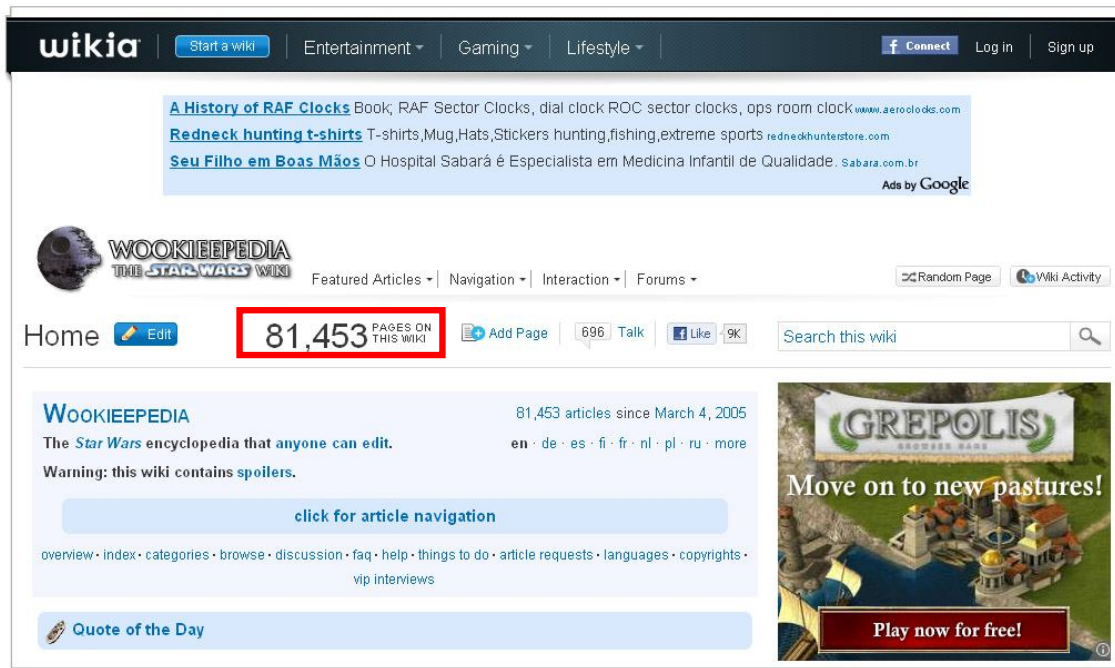 wikia Start a wiki Entertainment Gaming Lifestyle f Connect Log in Sign up
A History of RAF Clocks Book, RAF Sector Clocks, dial clock ROC sector clocks, ops room clock www.aeroclocks.com
Redneck hunting t-shirts T-shirts,Mug,Hats,Stickers hunting,fishing,extreme sports redneckhunterstore.com
Seu Filho em Boas Mãos O Hospital Sabará é Especialista em Medicina Infantil de Qualidade. Sabara.com.br
Ads by Google
WOOKIEEPEDIA
THE STAR WARS WIKI
Featured Articles Navigation Interaction Forums Random Page Wiki Activity
Home Edit 81,453 PAGES ON THIS WIKI Add Page 696 Talk f Like 9K Search this wiki
WOOKIEEPEDIA 81,453 articles since March 4, 2005
The Star Wars encyclopedia that anyone can edit. en · de · es · fi · fr · nl · pl · ru · more
Warning: this wiki contains spoilers.
click for article navigation
overview · index · categories · browse · discussion · faq · help · things to do · article requests · languages · copyrights ·
vip interviews
Quote of the Day
GREPOLIS
BROWSER GAME
Move on to new pastures!
Play now for free!